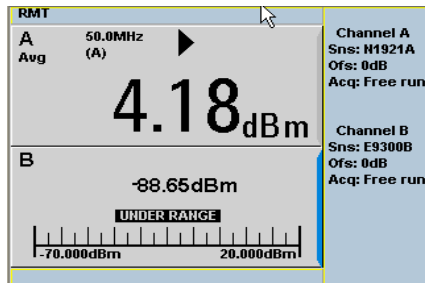 RMT
A
50.0MHz
Avg
(A)
4.18dBm
B
-88.65dBm
UNDER RANGE
-70.000dBm 20.000dBm
Channel A
Sns: N1921A
Ofs: 0dB
Acq: Free run
Channel B
Sns: E9300B
Ofs: 0dB
Acq: Free run